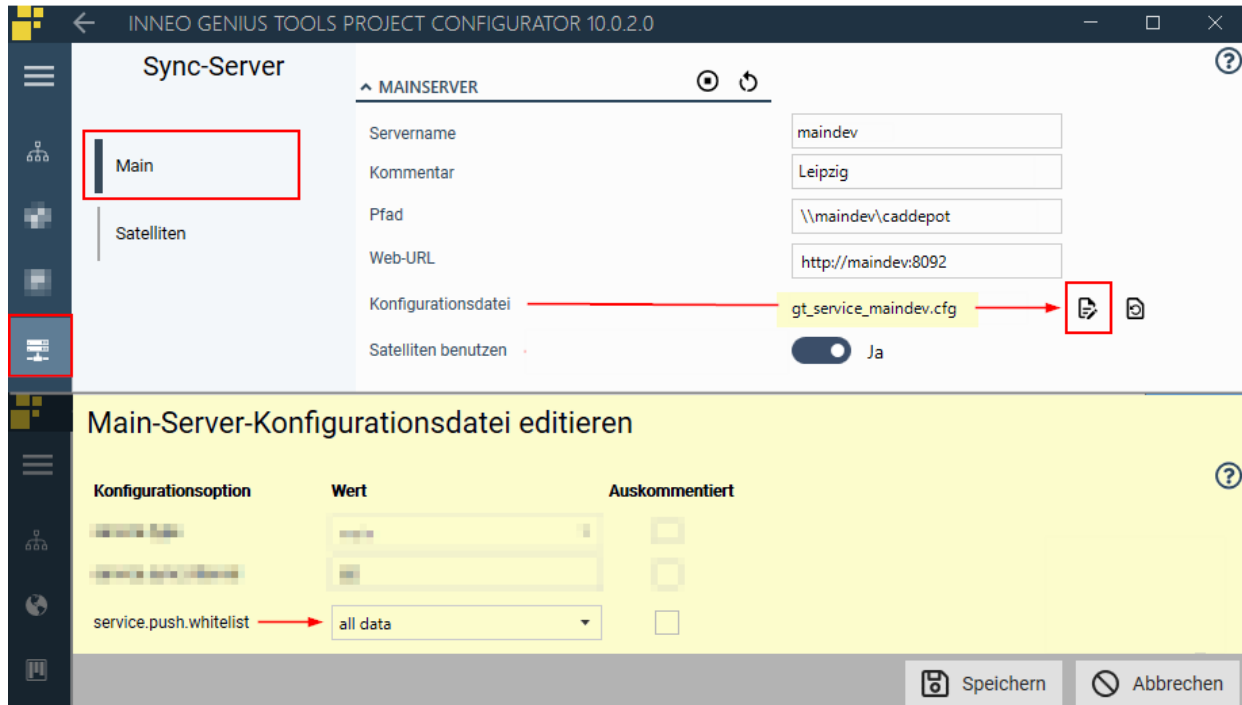 INNEO GENIUS TOOLS PROJECT CONFIGURATOR 10.0.2.0
Sync-Server
MAINSERVER
Main
Satelliten
Servername maindev
Kommentar Leipzig
Pfad \\maindev\caddepot
Web-URL http://maindev:8092
Konfigurationsdatei gt_service_maindev.cfg
Satelliten benutzen Ja
Main-Server-Konfigurationsdatei editieren
Konfigurationsoption Wert Auskommentiert
service.push.whitelist all data
Speichern Abbrechen